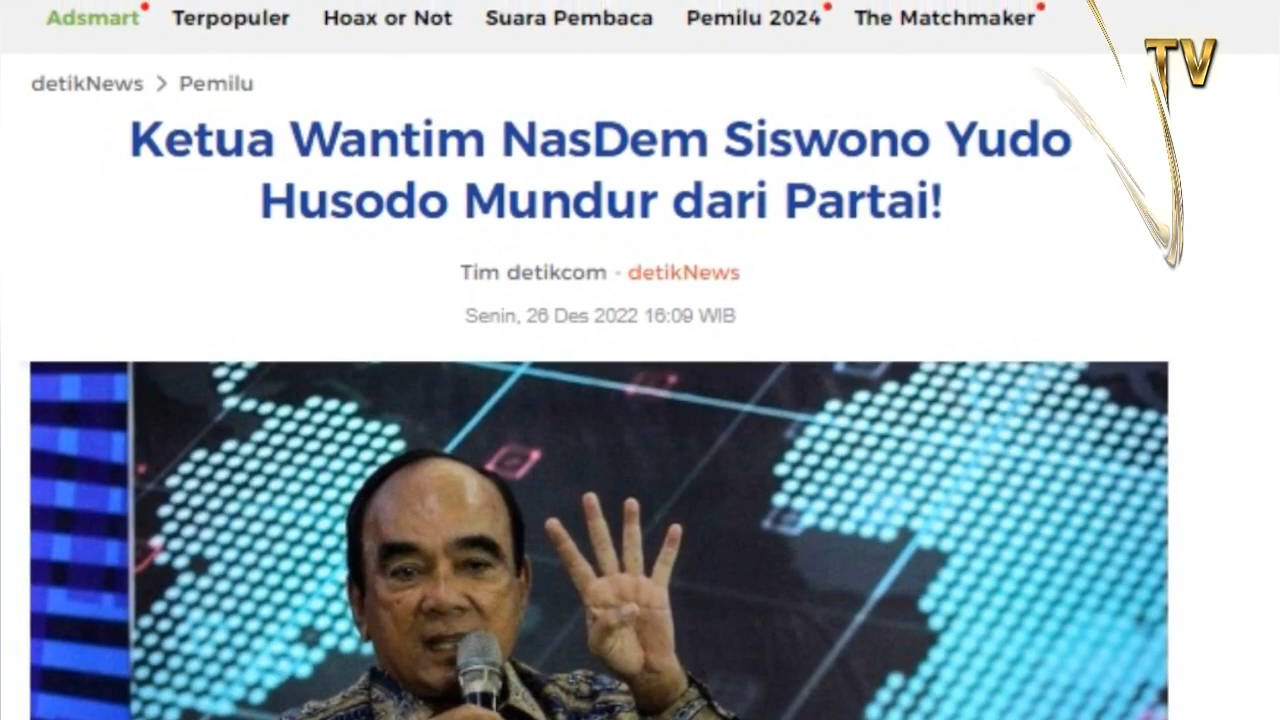 Adsmart Terpopuler Hoax or Not Suara Pembaca Pemilu 2024 The Matchmaker
TV
detikNews > Pemilu
Ketua Wantim NasDem Siswono Yudo
Husodo Mundur dari Partai!
Tim detikcom - detikNews
Senin, 26 Des 2022 16:09 WIB